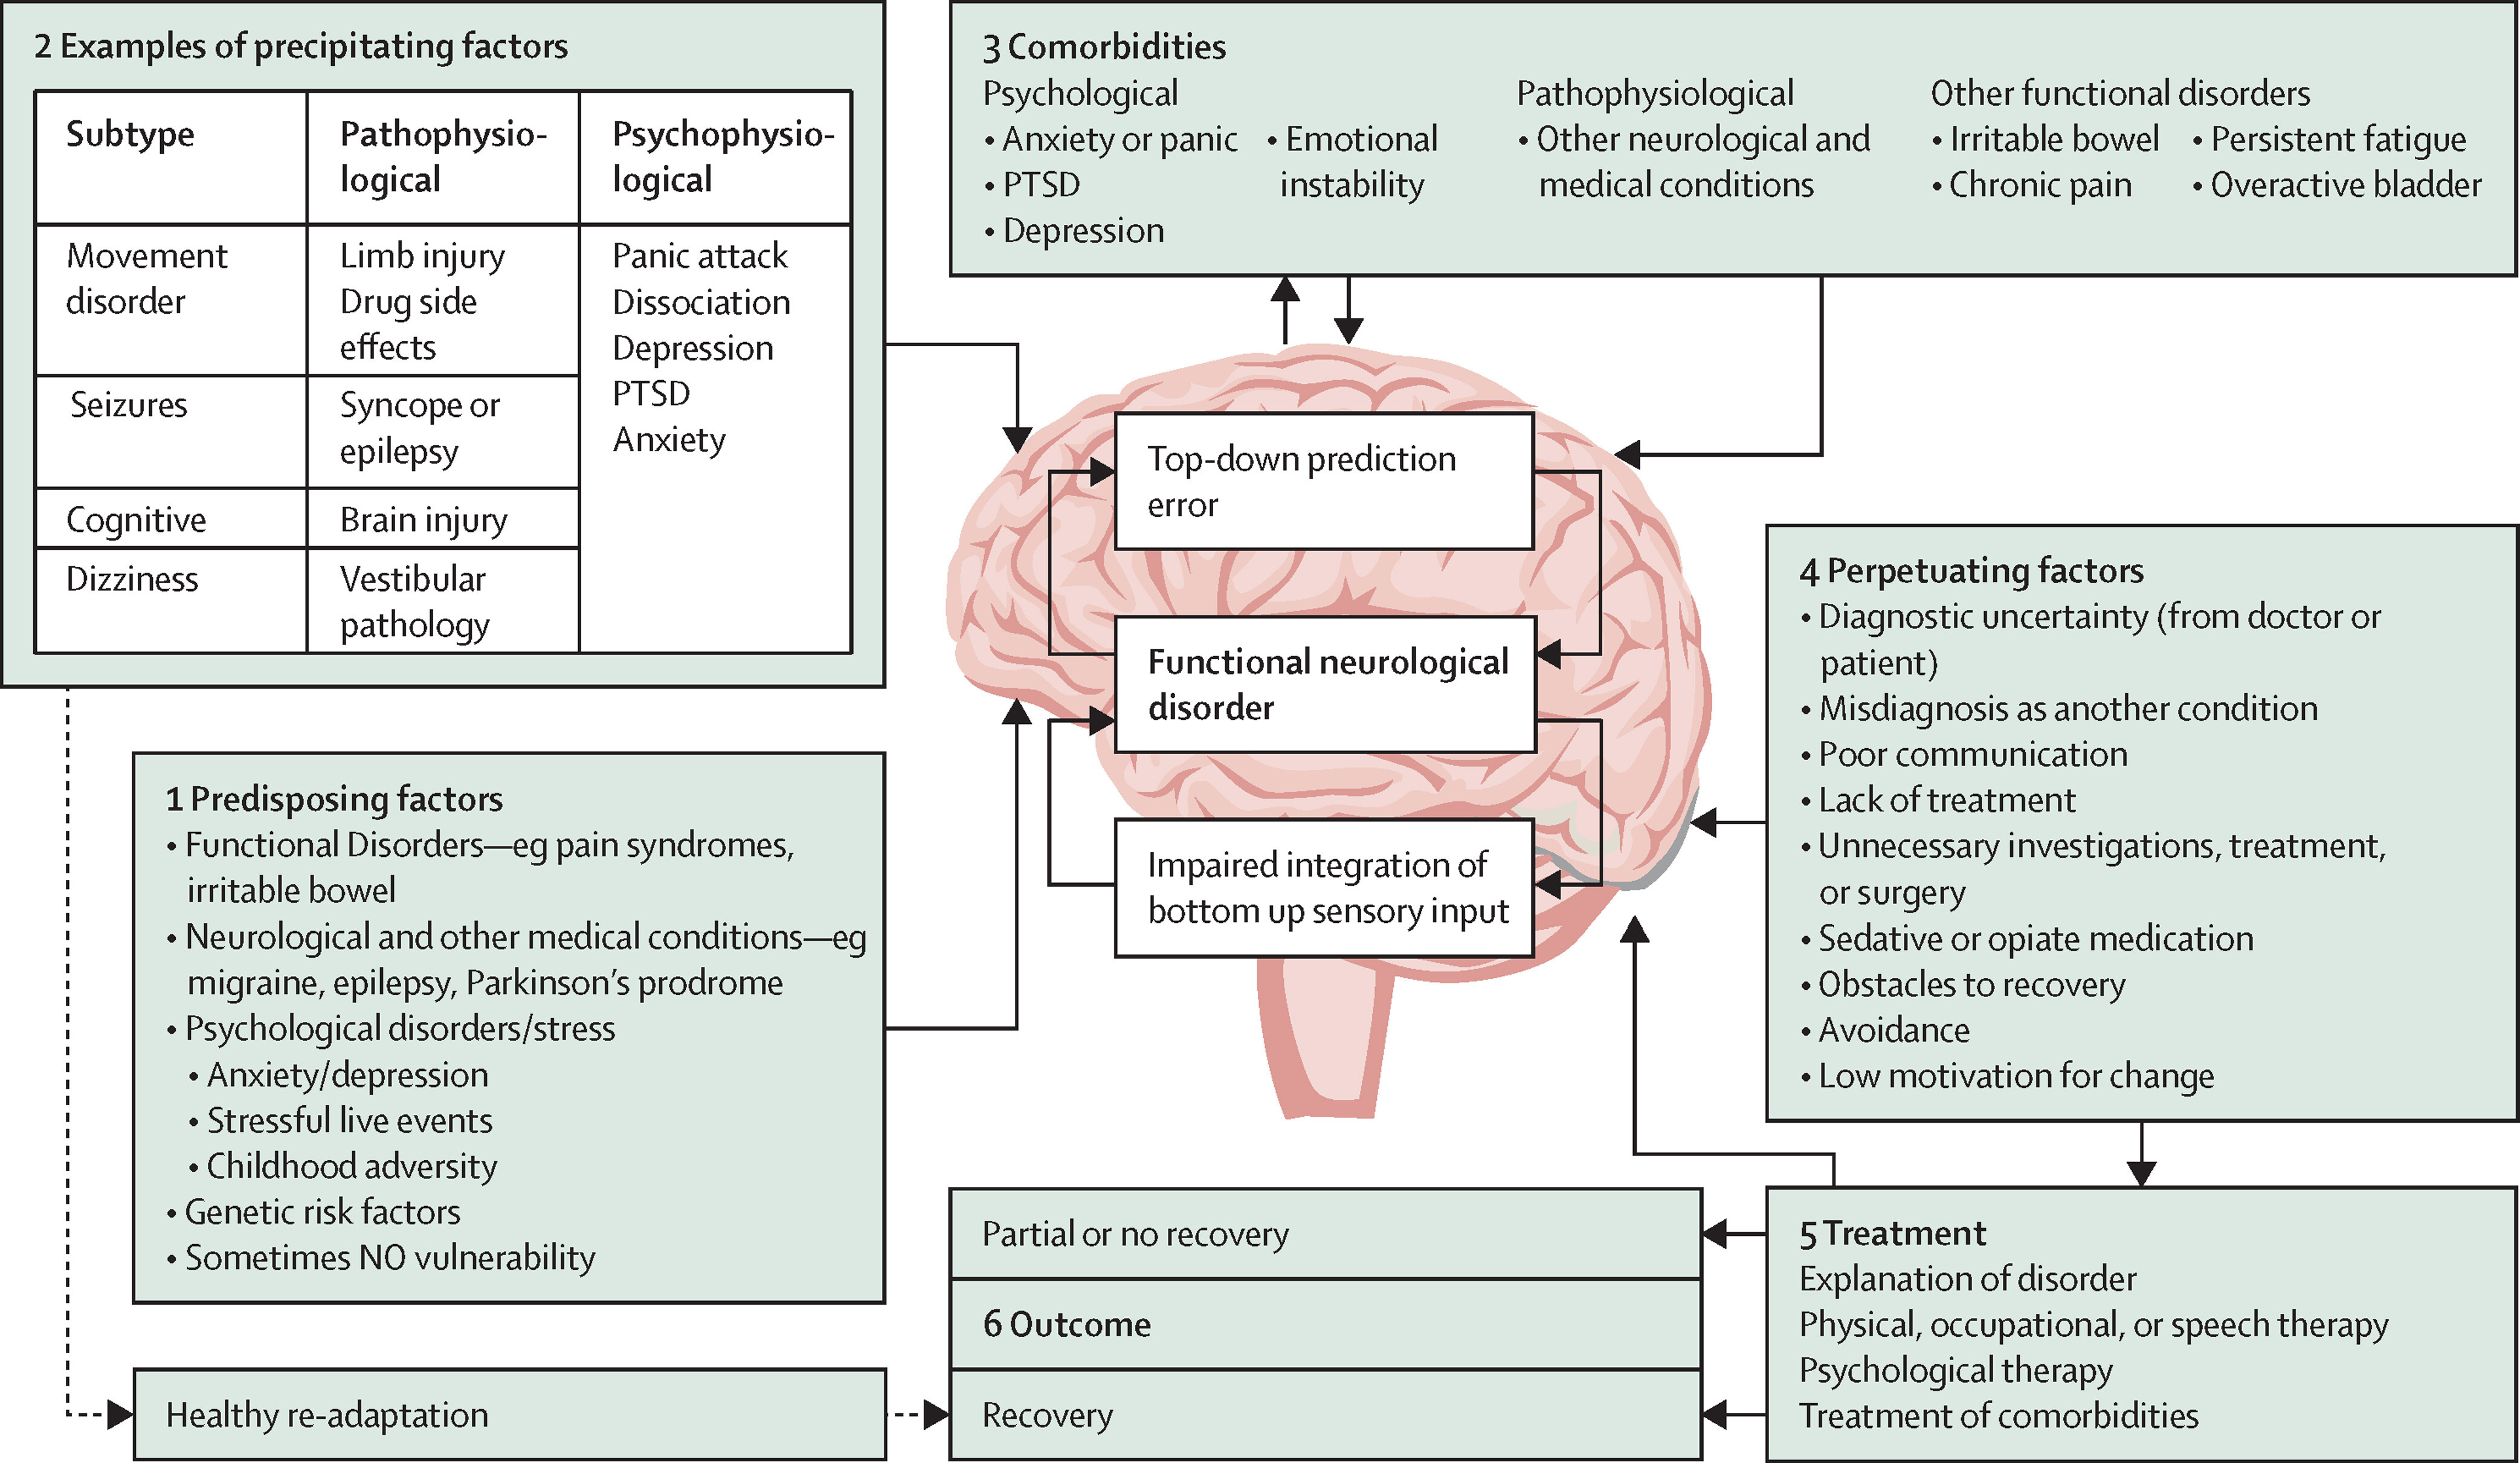 2 Examples of precipitating factors
Subtype
Pathophysio-
logical
Psychophysio-
logical
Movement
disorder
Limb injury
Drug side
effects
Panic attack
Dissociation
Depression
PTSD
Anxiety
Seizures
Syncope or
epilepsy
Cognitive
Brain injury
Dizziness
Vestibular
pathology
3 Comorbidities
Psychological
• Anxiety or panic
• PTSD
• Depression
• Emotional
instability
Pathophysiological
• Other neurological and
medical conditions
Other functional disorders
• Irritable bowel
• Chronic pain
• Persistent fatigue
• Overactive bladder
Top-down prediction
error
Functional neurological
disorder
Impaired integration of
bottom up sensory input
1 Predisposing factors
• Functional Disorders—eg pain syndromes,
irritable bowel
• Neurological and other medical conditions—eg
migraine, epilepsy, Parkinson’s prodrome
• Psychological disorders/stress
• Anxiety/depression
• Stressful live events
• Childhood adversity
• Genetic risk factors
• Sometimes NO vulnerability
4 Perpetuating factors
• Diagnostic uncertainty (from doctor or
patient)
• Misdiagnosis as another condition
• Poor communication
• Lack of treatment
• Unnecessary investigations, treatment,
or surgery
• Sedative or opiate medication
• Obstacles to recovery
• Avoidance
• Low motivation for change
5 Treatment
Explanation of disorder
Physical, occupational, or speech therapy
Psychological therapy
Treatment of comorbidities
Partial or no recovery
6 Outcome
Recovery
Healthy re-adaptation